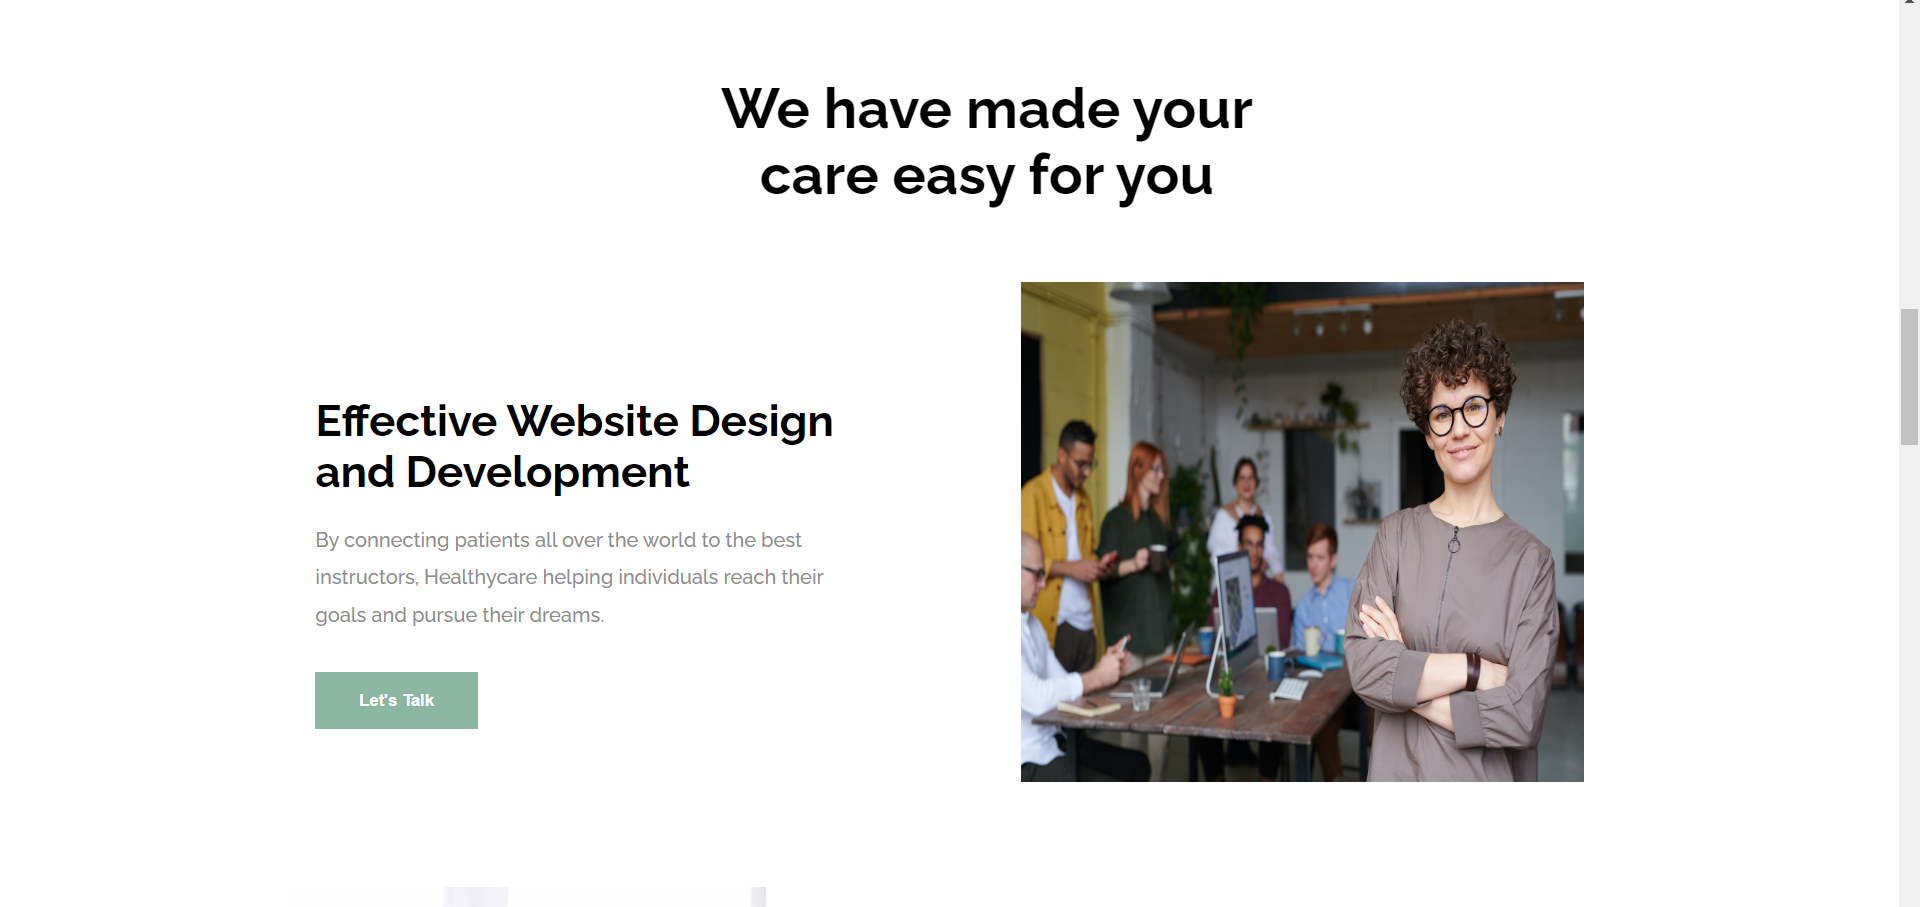 We have made your
care easy for you
Effective Website Design
and Development
By connecting patients all over the world to the best
instructors, Healthycare helping individuals reach their
goals and pursue their dreams.
Let's Talk